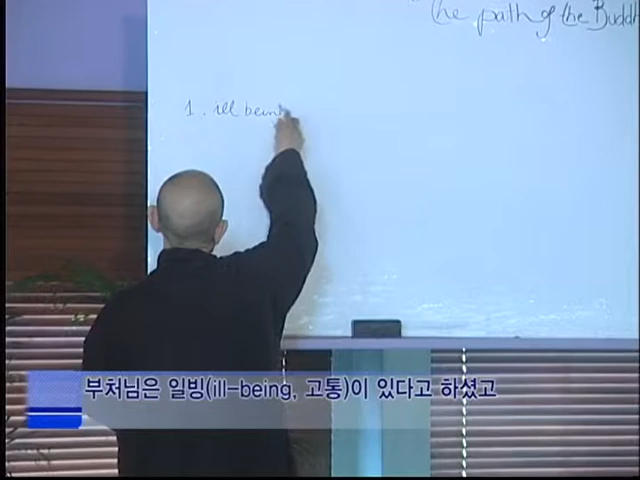 the path of the Buddh
1. ill being
부처님은 일빙(ill-being, 고통)이 있다고 하셨고